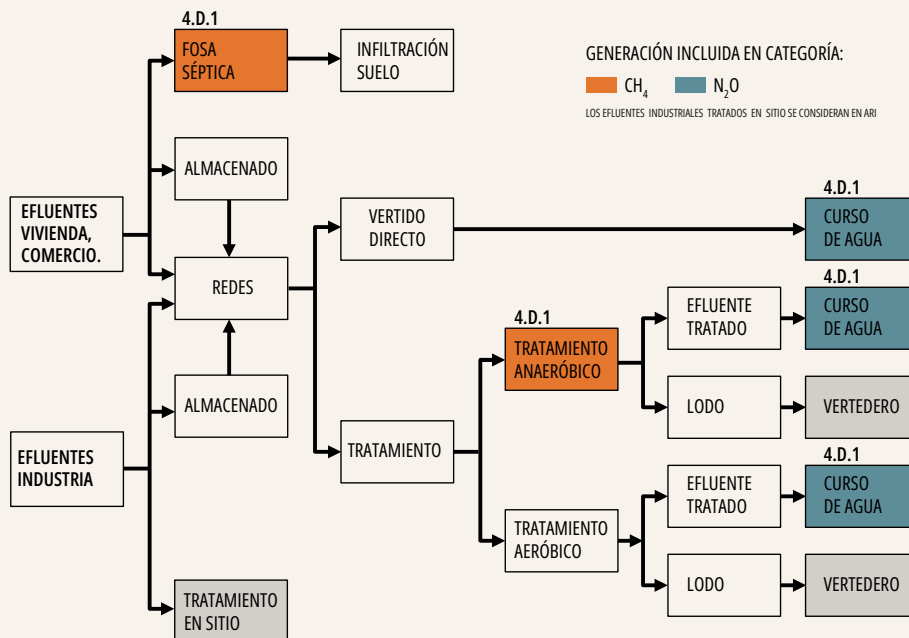 4.D.1
FOSA
SÉPTICA
INFILTRACIÓN
SUELO
GENERACIÓN INCLUIDA EN CATEGORÍA:
CH4 N2O
LOS EFLUENTES INDUSTRIALES TRATADOS EN SITIO SE CONSIDERAN EN ARI
ALMACENADO
EFLUENTES
VIVIENDA,
COMERCIO.
VERTIDO
DIRECTO
4.D.1
CURSO
DE AGUA
REDES
4.D.1
EFLUENTE
TRATADO
CURSO
DE AGUA
4.D.1
TRATAMIENTO
ANAERÓBICO
ALMACENADO
LODO
VERTEDERO
EFLUENTES
INDUSTRIA
TRATAMIENTO
4.D.1
EFLUENTE
TRATADO
CURSO
DE AGUA
TRATAMIENTO
AERÓBICO
LODO
VERTEDERO
TRATAMIENTO
EN SITIO